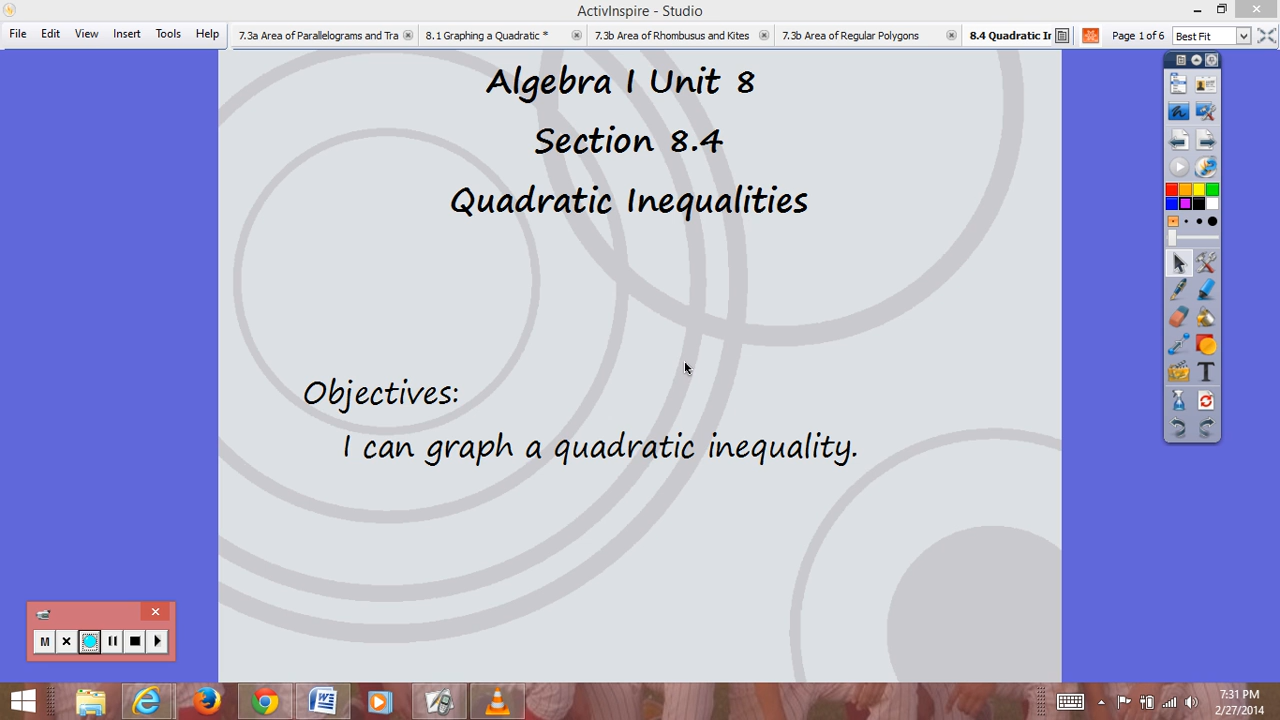 ActivInspire - Studio
File Edit View Insert Tools Help
7.3a Area of Parallelograms and Tra
8.1 Graphing a Quadratic *
7.3b Area of Rhombusus and Kites
7.3b Area of Regular Polygons
8.4 Quadratic Ir
Page 1 of 6
Best Fit
Algebra I Unit 8
Section 8.4
Quadratic Inequalities
Objectives:
I can graph a quadratic inequality.
M
T
7:31 PM
2/27/2014